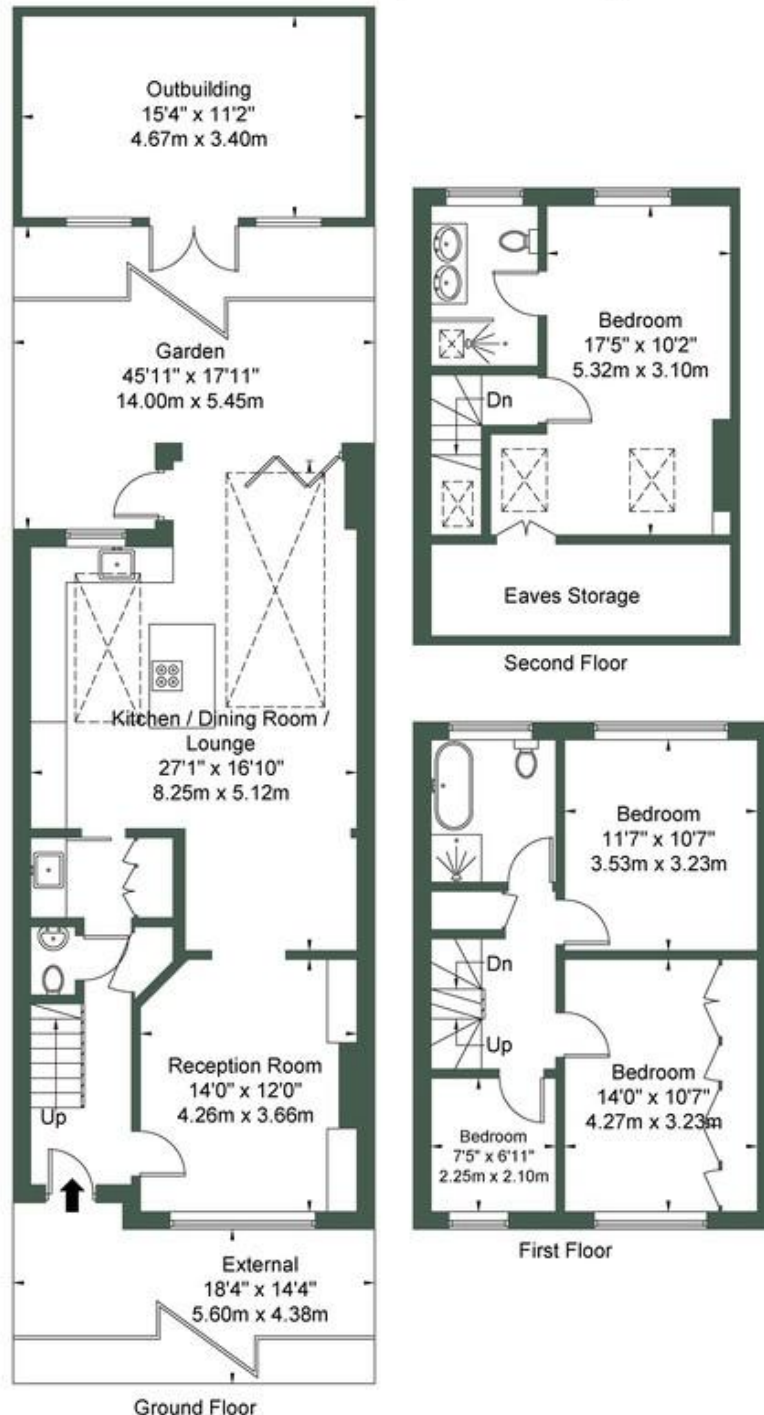 Outbuilding
15'4" x 11'2"
4.67m x 3.40m
Garden
45'11" x 17'11"
14.00m x 5.45m
Kitchen / Dining Room /
Lounge
27'1" x 16'10"
8.25m x 5.12m
Reception Room
14'0" x 12'0"
4.26m x 3.66m
Up
External
18'4" x 14'4"
5.60m x 4.38m
Ground Floor
Bedroom
17'5" x 10'2"
5.32m x 3.10m
Dn
Eaves Storage
Second Floor
Bedroom
11'7" x 10'7"
3.53m x 3.23m
Dn
Up
Bedroom
14'0" x 10'7"
4.27m x 3.23m
Bedroom
7'5" x 6'11"
2.25m x 2.10m
First Floor